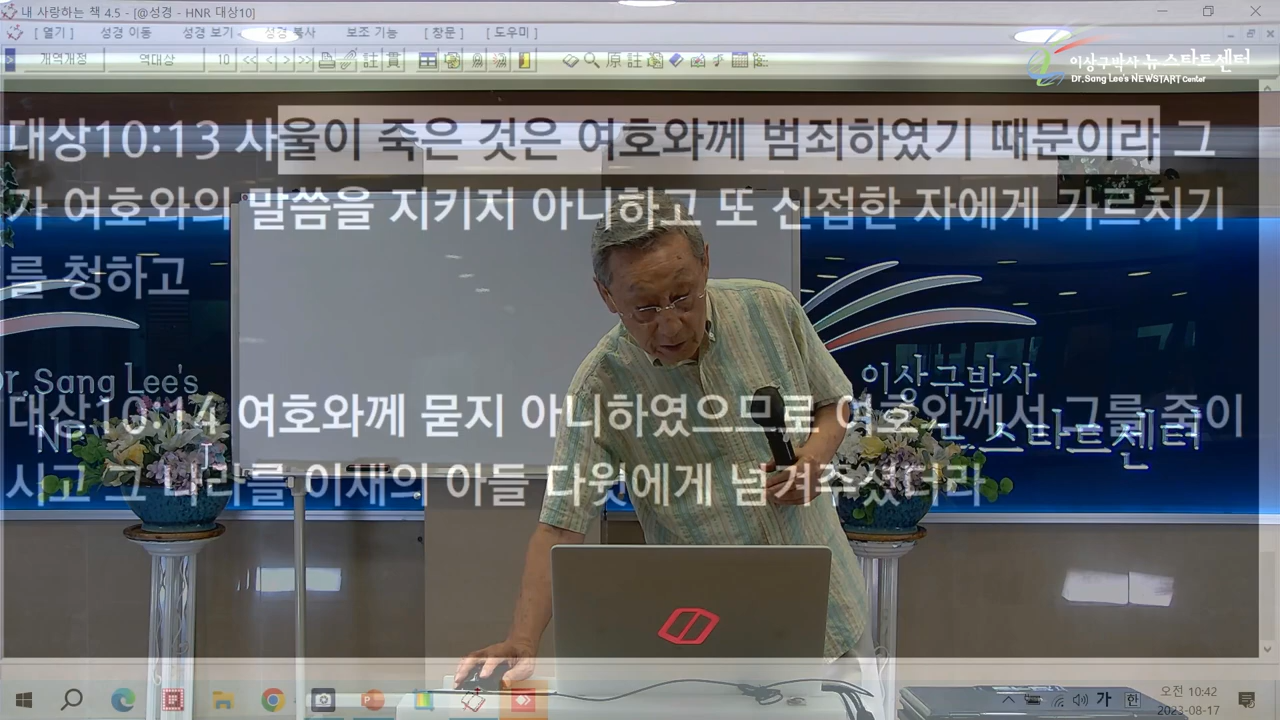 내 사랑하는 책 4.5 - [@성경 - HNR 대상10]
[ 열기 ] 성경 이동 성경 보기 성경 복사 보조 기능 [ 창문 ] [ 도우미 ]
개역개정 역대상 10 << < > >> 註 貫 原 註
이상구박사 뉴스타트센터
Dr. Sang Lee's NEWSTART Center
대상10:13 사울이 죽은 것은 여호와께 범죄하였기 때문이라 그
가 여호와의 말씀을 지키지 아니하고 또 신접한 자에게 가르치기
를 청하고
Dr. Sang Lee's
이상구박사
대상10:14 여호와께 묻지 아니하였으므로 여호와께서 그를 죽이
스타트센터
사고 그 나라를 이새의 아들 다윗에게 넘겨주셨더라
가 한 오전 10:42
2023-08-17